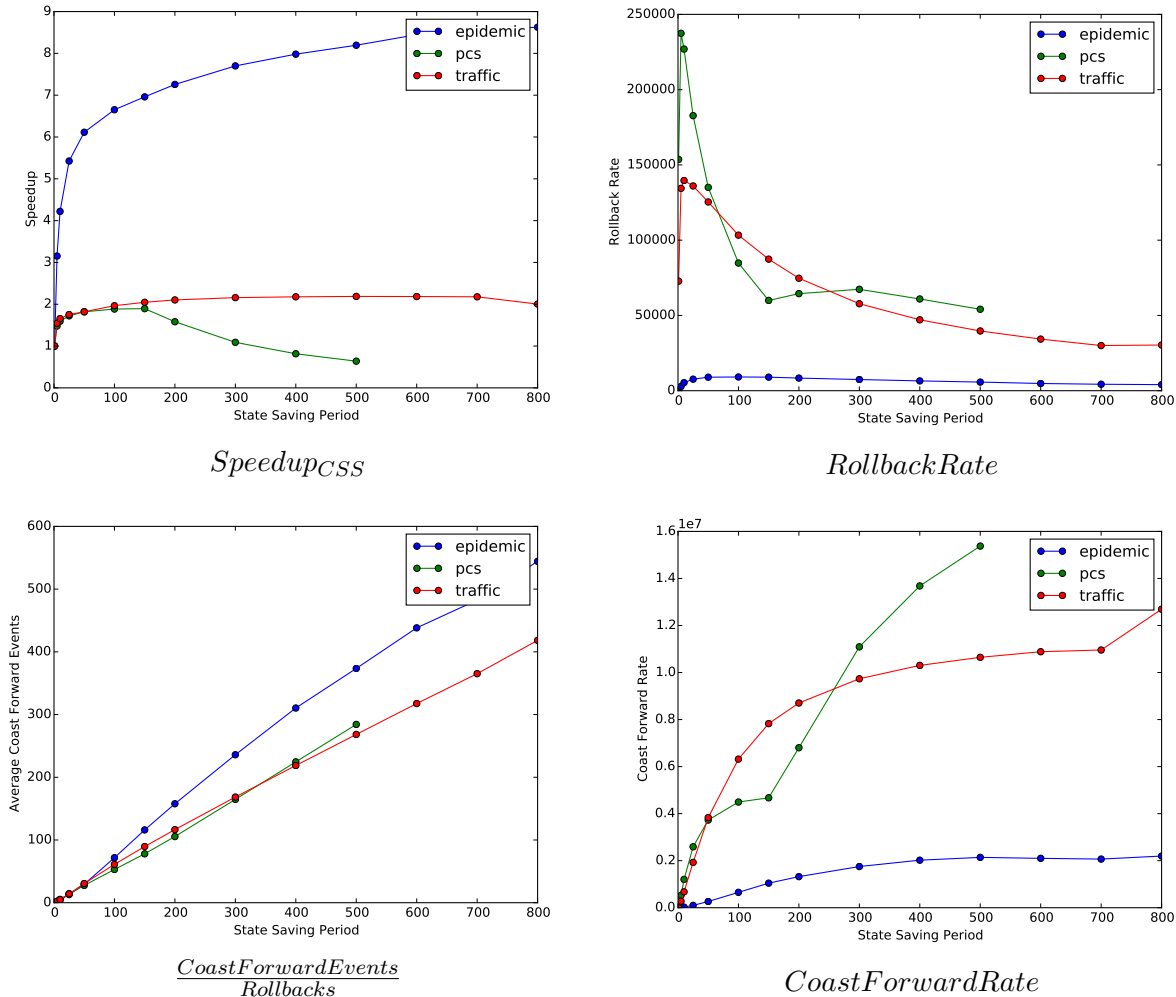 9
8
7
6
5
4
3
2
1
0
Speedup
0 100 200 300 400 500 600 700 800
State Saving Period
epidemic
pcs
traffic
Speedup_CSS
250000
200000
150000
100000
50000
0
Rollback Rate
0 100 200 300 400 500 600 700 800
State Saving Period
epidemic
pcs
traffic
RollbackRate
600
500
400
300
200
100
0
Average Coast Forward Events
0 100 200 300 400 500 600 700 800
State Saving Period
epidemic
pcs
traffic
CoastForwardEvents
Rollbacks
1e7
1.6
1.4
1.2
1.0
0.8
0.6
0.4
0.2
0.0
Coast Forward Rate
0 100 200 300 400 500 600 700 800
State Saving Period
epidemic
pcs
traffic
CoastForwardRate